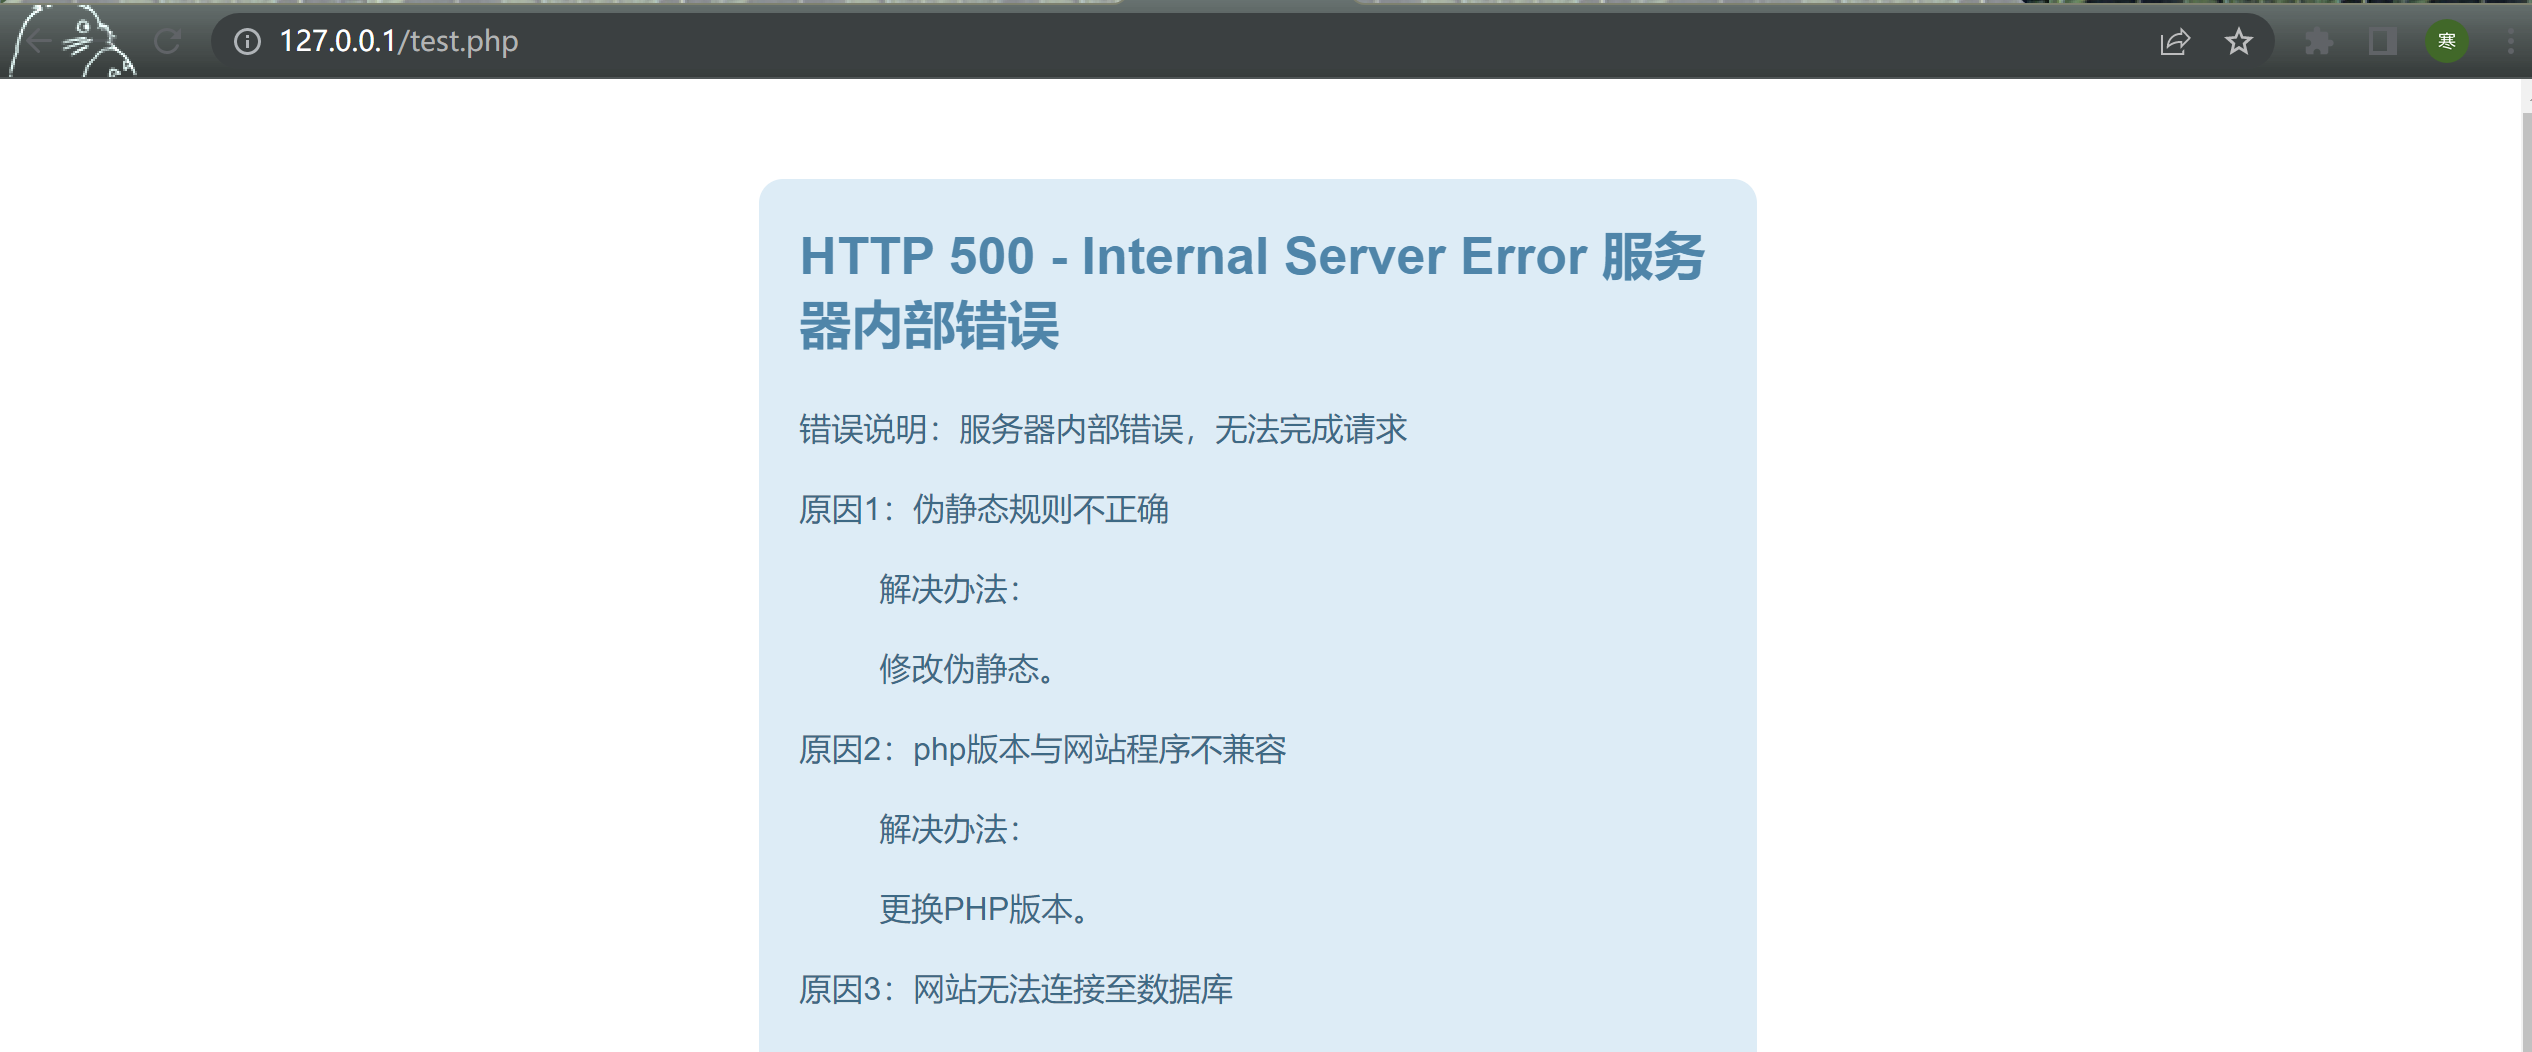 127.0.0.1/test.php
寒
HTTP 500 - Internal Server Error 服务
器内部错误
错误说明：服务器内部错误，无法完成请求
原因1：伪静态规则不正确
解决办法：
修改伪静态。
原因2：php版本与网站程序不兼容
解决办法：
更换PHP版本。
原因3：网站无法连接至数据库